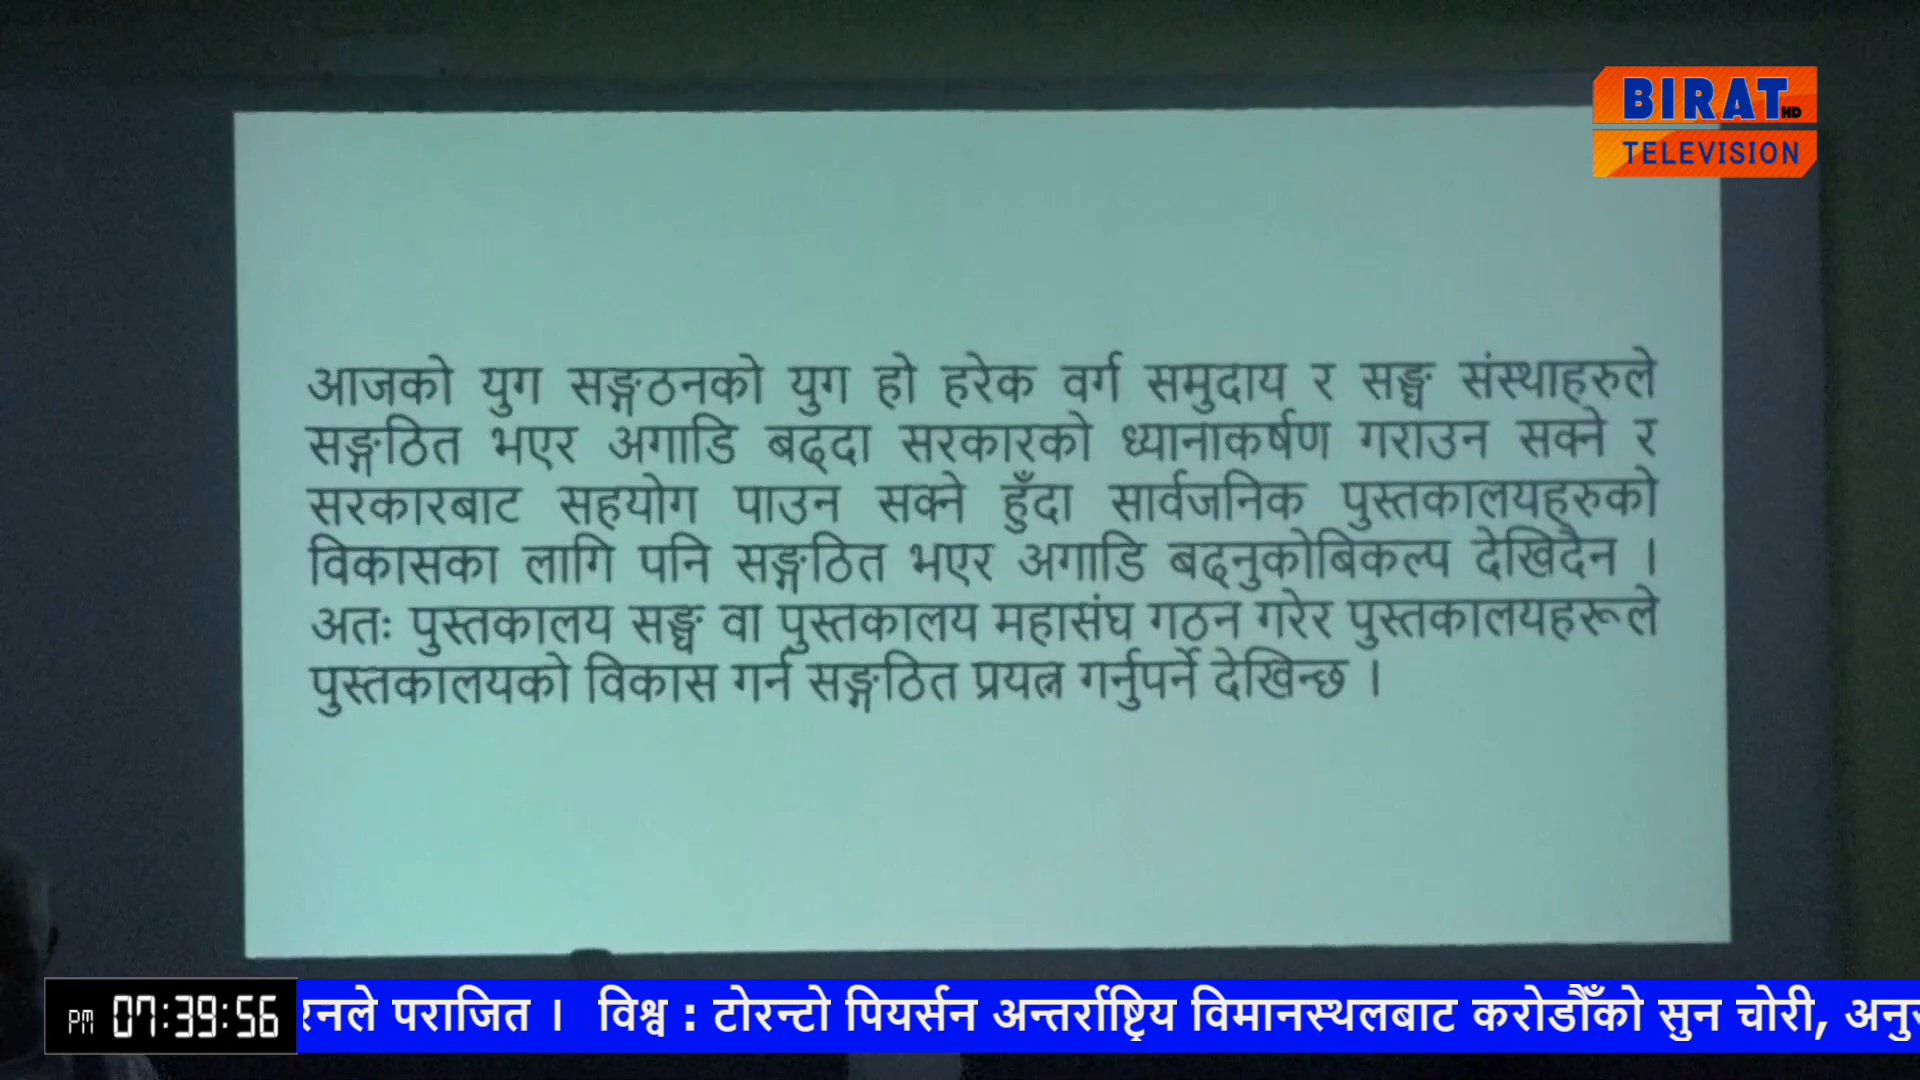 BIRAT HD
TELEVISION
आजको युग सङ्गठनको युग हो हरेक वर्ग समुदाय र सङ्घ संस्थाहरुले
सङ्गठित भएर अगाडि बढ्दा सरकारको ध्यानाकर्षण गराउन सक्ने र
सरकारबाट सहयोग पाउन सक्ने हुँदा सार्वजनिक पुस्तकालयहरुको
विकासका लागि पनि सङ्गठित भएर अगाडि बढ्नुकोबिकल्प देखिदैन ।
अतः पुस्तकालय सङ्घ वा पुस्तकालय महासंघ गठन गरेर पुस्तकालयहरूले
पुस्तकालयको विकास गर्न सङ्गठित प्रयत्न गर्नुपर्ने देखिन्छ ।
PM 07:39:56
रनले पराजित । विश्व : टोरन्टो पियर्सन अन्तर्राष्ट्रिय विमानस्थलबाट करोडौँको सुन चोरी,